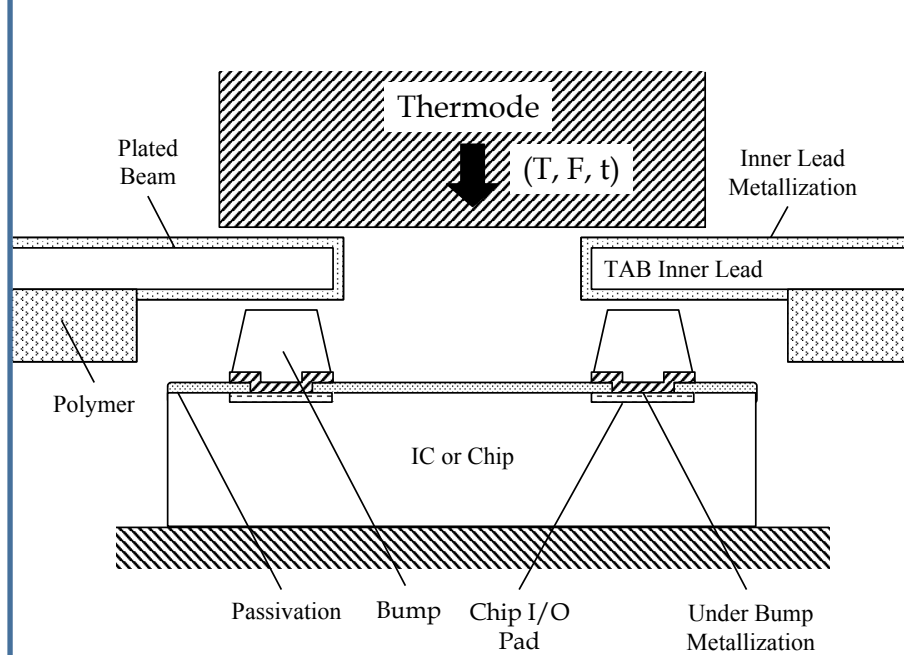 Thermode
(T, F, t)
Plated
Beam
Inner Lead
Metallization
TAB Inner Lead
Polymer
IC or Chip
Passivation
Bump
Chip I/O
Pad
Under Bump
Metallization